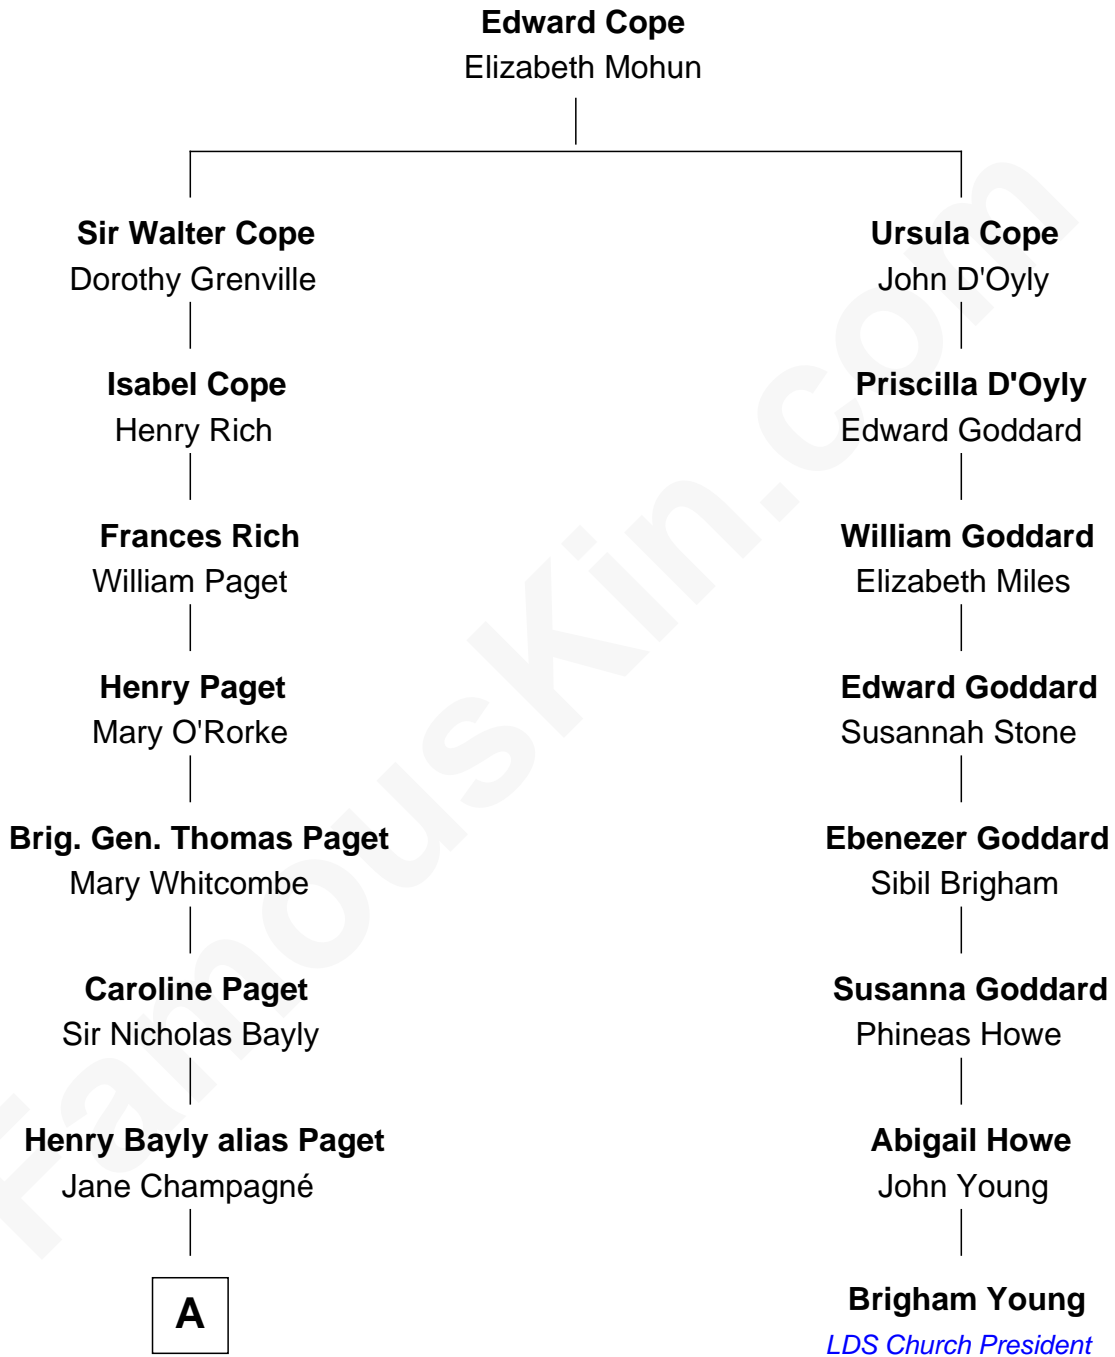 Edward Cope
Elizabeth Mohun
Sir Walter Cope
Dorothy Grenville
Ursula Cope
John D'Oyly
Isabel Cope
Henry Rich
Priscilla D'Oyly
Edward Goddard
Frances Rich
William Paget
William Goddard
Elizabeth Miles
Henry Paget
Mary O'Rorke
Edward Goddard
Susannah Stone
Brig. Gen. Thomas Paget
Mary Whitcombe
Ebenezer Goddard
Sibil Brigham
Caroline Paget
Sir Nicholas Bayly
Susanna Goddard
Phineas Howe
Henry Bayly alias Paget
Jane Champagné
Abigail Howe
John Young
A
Brigham Young
LDS Church President
FamousKin.com